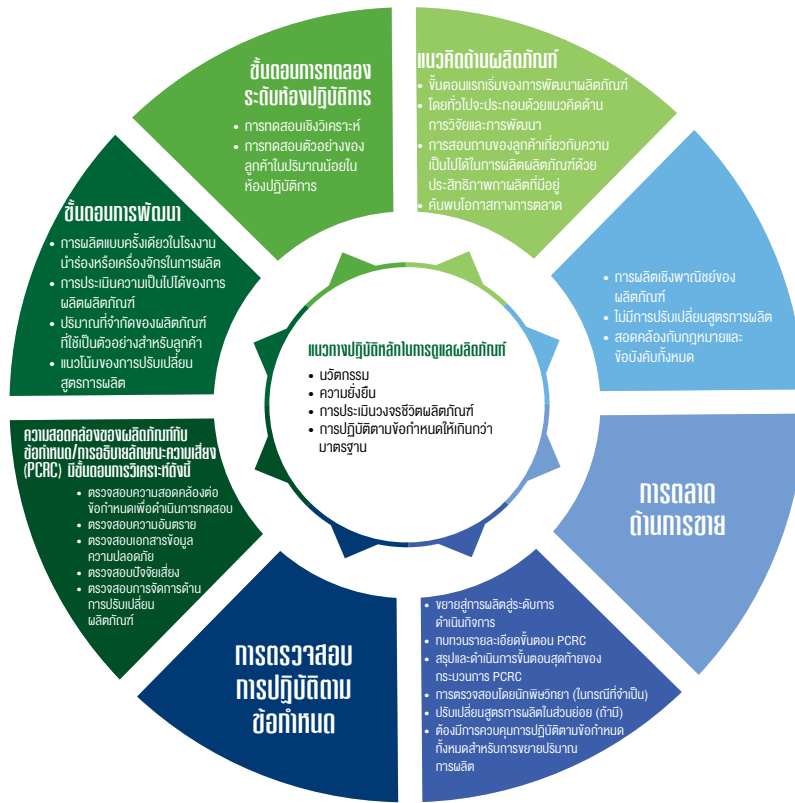 แนวคิดด้านผลิตภัณฑ์
• ขั้นตอนแรกเริ่มของการพัฒนาผลิตภัณฑ์
• โดยทั่วไปจะประกอบด้วยแนวคิดด้าน
การวิจัยและการพัฒนา
• การสอบถามของลูกค้าเกี่ยวกับความ
เป็นไปได้ในการผลิตผลิตภัณฑ์ด้วย
ประสิทธิภาพกาผลิตที่มีอยู่
• ค้นพบโอกาสทางการตลาด
• การผลิตเชิงพาณิชย์ของ
ผลิตภัณฑ์
• ไม่มีการปรับเปลี่ยนสูตรการผลิต
• สอดคล้องกับกฎหมายและ
ข้อบังคับทั้งหมด
การตลาด
ด้านการขาย
• ขยายสู่การผลิตสู่ระดับการ
ดำเนินกิจการ
• ทบทวนรายละเอียดขั้นตอน PCRC
• สรุปและดำเนินการขั้นตอนสุดท้ายของ
กระบวนการ PCRC
• การตรวจสอบโดยนักพิษวิทยา (ในกรณีที่จำเป็น)
• ปรับเปลี่ยนสูตรการผลิตในส่วนย่อย (ถ้ามี)
• ต้องมีการควบคุมการปฏิบัติตามข้อกำหนด
ทั้งหมดสำหรับการขยายปริมาณ
การผลิต
การตรวจสอบ
การปฏิบัติตาม
ข้อกำหนด
ความสอดคล้องของผลิตภัณฑ์กับ
ข้อกำหนด/การอธิบายลักษณะความเสี่ยง
(PCRC) มีขั้นตอนการวิเคราะห์ดังนี้
• ตรวจสอบความสอดคล้องต่อ
ข้อกำหนดเพื่อดำเนินการทดสอบ
• ตรวจสอบความอันตราย
• ตรวจสอบเอกสารข้อมูล
ความปลอดภัย
• ตรวจสอบปัจจัยเสี่ยง
• ตรวจสอบการจัดการด้าน
การปรับเปลี่ยน
ผลิตภัณฑ์
ขั้นตอนการพัฒนา
• การผลิตแบบครั้งเดียวในโรงงาน
นำร่องหรือเครื่องจักรในการผลิต
• การประเมินความเป็นไปได้ของการ
ผลิตผลิตภัณฑ์
• ปริมาณที่จำกัดของผลิตภัณฑ์
ที่ใช้เป็นตัวอย่างสำหรับลูกค้า
• แนวโน้มของการปรับเปลี่ยน
สูตรการผลิต
ขั้นตอนการทดลอง
ระดับห้องปฏิบัติการ
• การทดสอบเชิงวิเคราะห์
• การทดสอบตัวอย่างของ
ลูกค้าในปริมาณน้อยใน
ห้องปฏิบัติการ
แนวทางปฏิบัติหลักในการดูแลผลิตภัณฑ์
• นวัตกรรม
• ความยั่งยืน
• การประเมินวงจรชีวิตผลิตภัณฑ์
• การปฏิบัติตามข้อกำหนดให้เกินกว่า
มาตรฐาน